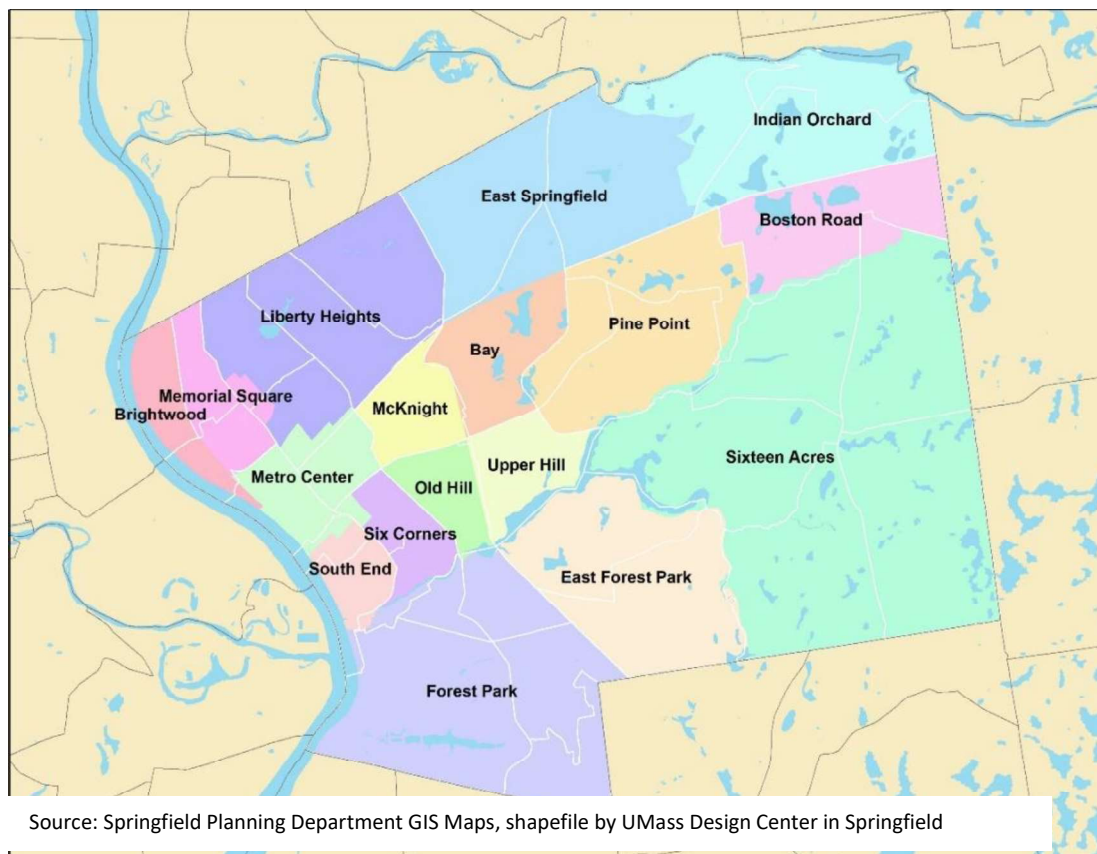 Indian Orchard
East Springfield
Boston Road
Liberty Heights
Pine Point
Bay
Memorial Square
McKnight
Brightwood
Sixteen Acres
Upper Hill
Metro Center
Old Hill
Six Corners
South End
East Forest Park
Forest Park
Source: Springfield Planning Department GIS Maps, shapefile by UMass Design Center in Springfield